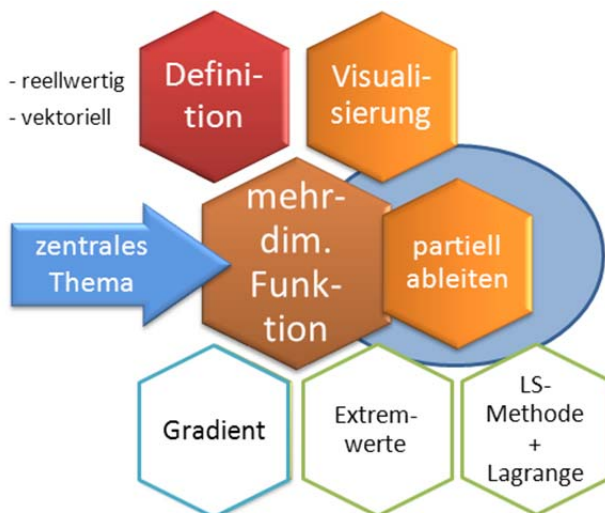 - reellwertig
- vektoriell
Defini-
tion
Visuali-
sierung
zentrales
Thema
mehr-
dim.
Funk-
tion
partiell
ableiten
Gradient
Extrem-
werte
LS-
Methode
+
Lagrange